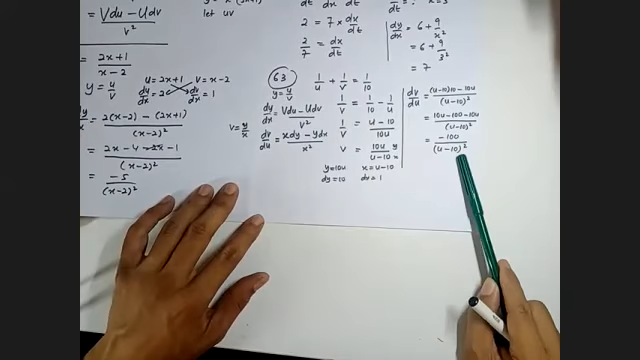 = Vdu - Udv / v²
= 2x+1 / x-2
y = u/v
u = 2x+1 v = x-2
dy/dx = 2 dv/dx = 1
= 2(x-2) - (2x+1) / (x-2)²
= 2x-4-2x-1 / (x-2)²
= -5 / (x-2)²
let uv
2 = 7 × dx/dt
2/7 = dx/dt
x = 3
dy/dx = 6 + 9/x²
= 6 + 9/3²
= 7
63
1/u + 1/v = 1/10
y = u/v
dy/dx = Vdu - Udv / v²
v = y/x
dv/du = xdy - ydx / x²
1/v = 1/10 - 1/u
1/v = u-10 / 10u
v = 10u / u-10 y x
y = 10u x = u-10
dy = 10 dx = 1
dv/du = (u-10)10 - 10u / (u-10)²
= 10u-100-10u / (u-10)²
= -100 / (u-10)²